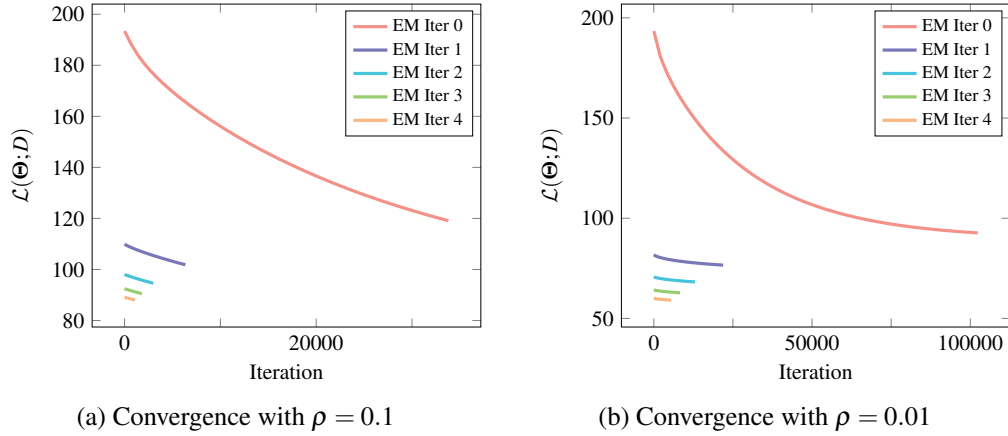 200
180
160
140
120
100
80
0
20000
Iteration
ℒ(Θ;D)
EM Iter 0
EM Iter 1
EM Iter 2
EM Iter 3
EM Iter 4
(a) Convergence with ρ = 0.1
200
150
100
50
0
50000
100000
Iteration
ℒ(Θ;D)
EM Iter 0
EM Iter 1
EM Iter 2
EM Iter 3
EM Iter 4
(b) Convergence with ρ = 0.01